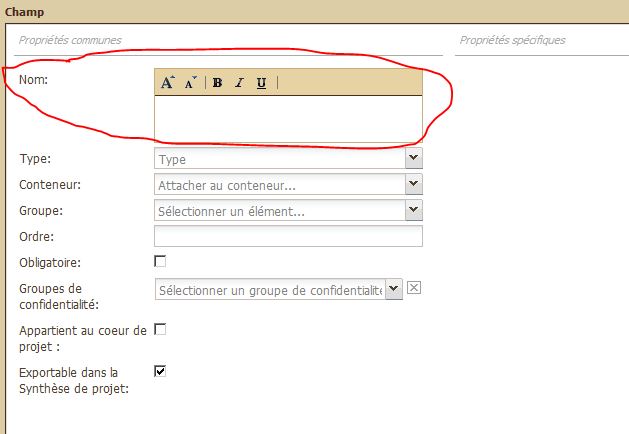 Champ
Propriétés communes
Propriétés spécifiques
Nom:
A A B I U
Type:
Type
Conteneur:
Attacher au conteneur...
Groupe:
Sélectionner un élément...
Ordre:
Obligatoire:
Groupes de
confidentialité:
Sélectionner un groupe de confidentialité
Appartient au coeur de
projet :
Exportable dans la
Synthèse de projet: